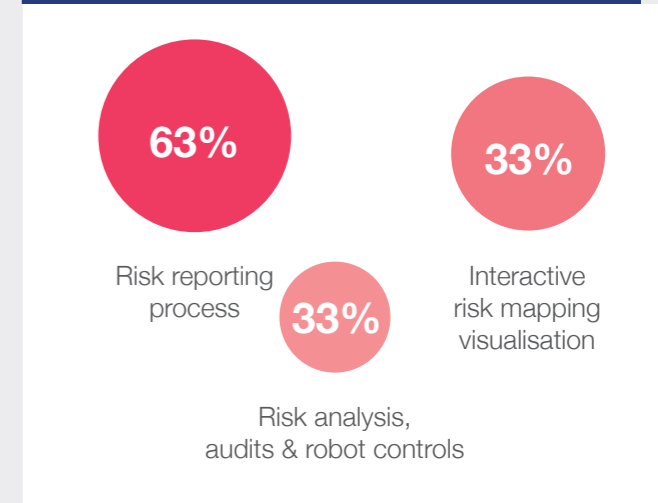 63%
Risk reporting
process
33%
Interactive
risk mapping
visualisation
33%
Risk analysis,
audits & robot controls